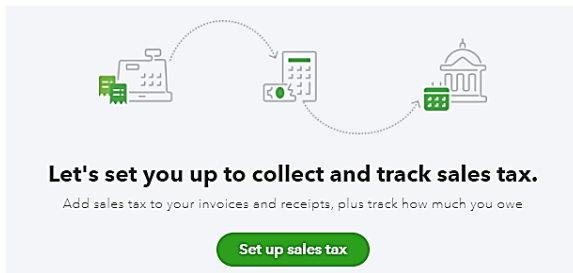 Let's set you up to collect and track sales tax.
Add sales tax to your invoices and receipts, plus track how much you owe
Set up sales tax